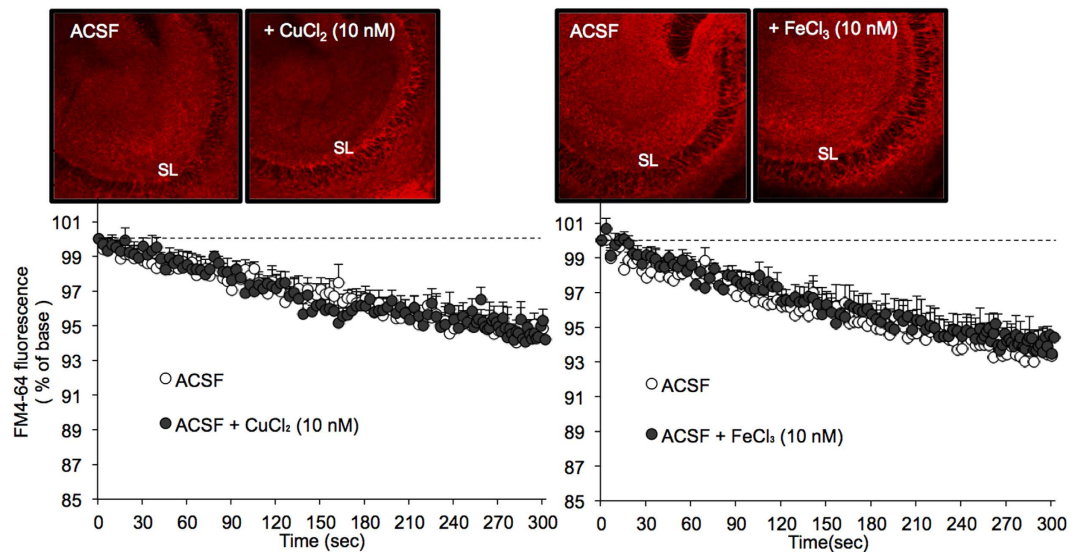 ACSF
+ CuCl2 (10 nM)
SL
SL
ACSF
+ FeCl3 (10 nM)
SL
SL
FM4-64 fluorescence
( % of base)
101
99
97
95
93
91
89
87
85
ACSF
ACSF + CuCl2 (10 nM)
0 30 60 90 120 150 180 210 240 270 300
Time (sec)
101
99
97
95
93
91
89
87
85
ACSF
ACSF + FeCl3 (10 nM)
0 30 60 90 120 150 180 210 240 270 300
Time(sec)